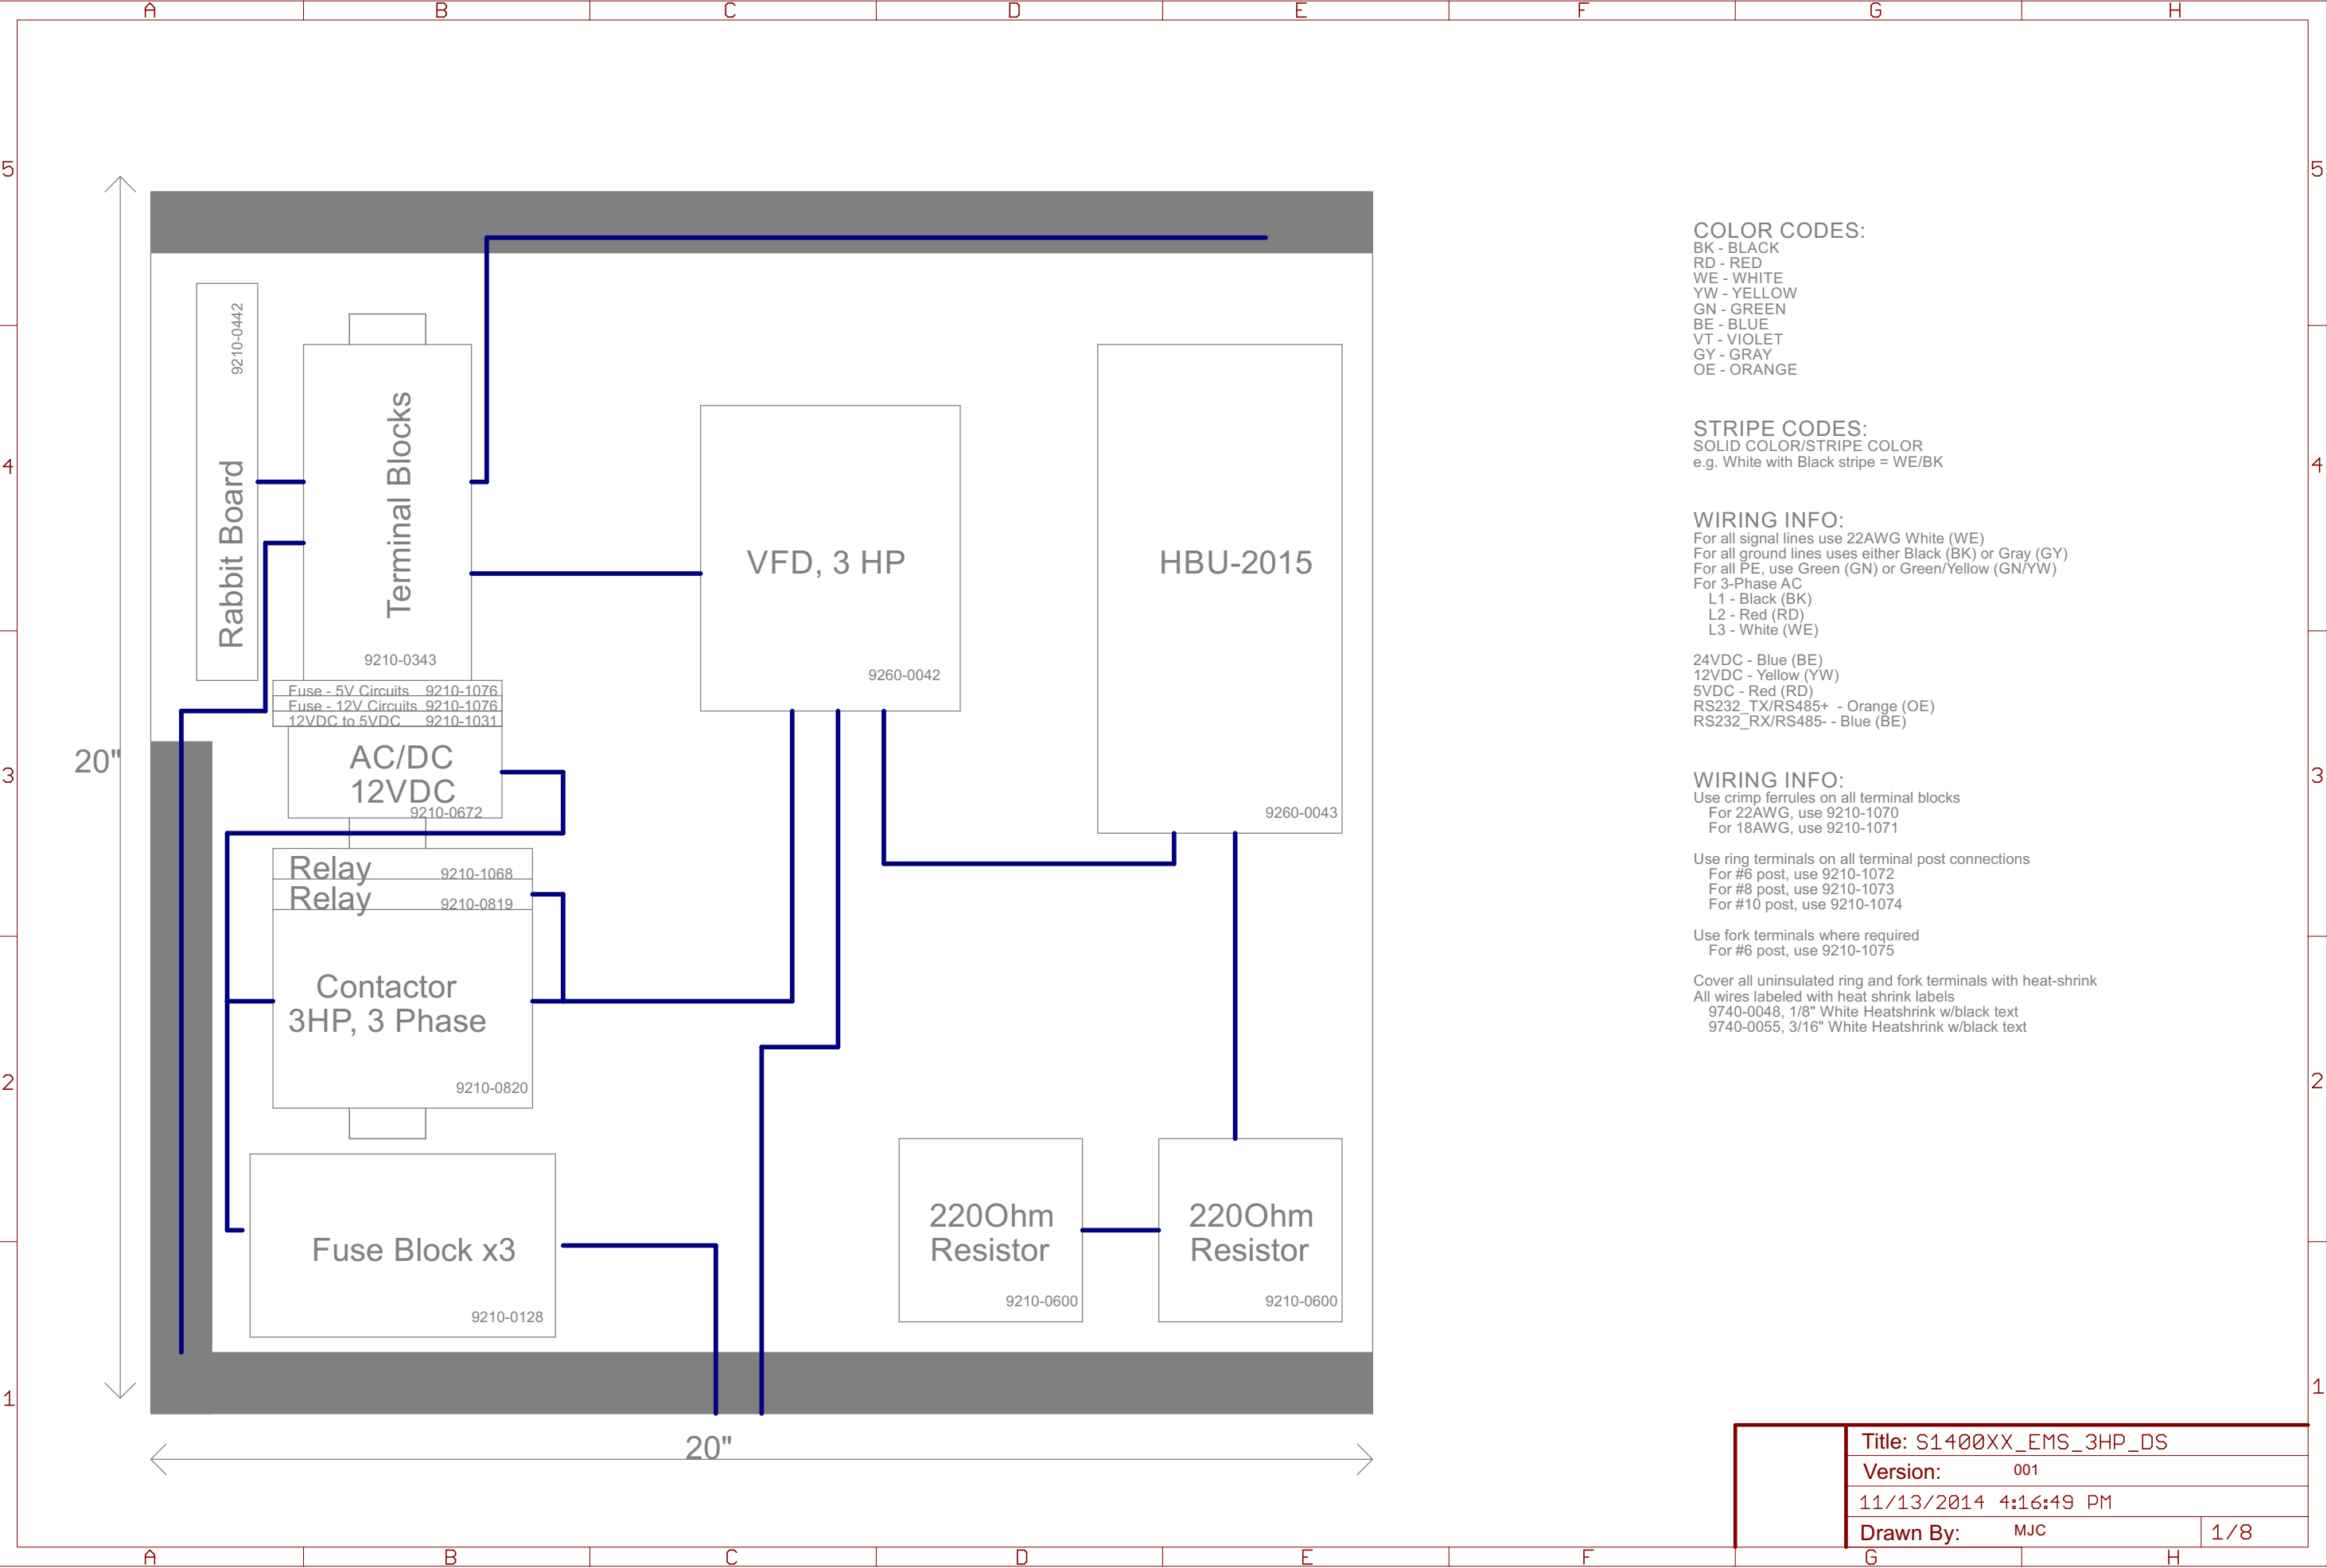 A B C D E F G H
5 5
4 4
3 3
2 2
1 1
20"
20"
9210-0442
Rabbit Board
Terminal Blocks
9210-0343
Fuse - 5V Circuits 9210-1076
Fuse - 12V Circuits 9210-1076
12VDC to 5VDC 9210-1031
AC/DC
12VDC
9210-0672
Relay 9210-1068
Relay 9210-0819
Contactor
3HP, 3 Phase
9210-0820
Fuse Block x3
9210-0128
VFD, 3 HP
9260-0042
HBU-2015
9260-0043
220Ohm
Resistor
9210-0600
220Ohm
Resistor
9210-0600
COLOR CODES:
BK - BLACK
RD - RED
WE - WHITE
YW - YELLOW
GN - GREEN
BE - BLUE
VT - VIOLET
GY - GRAY
OE - ORANGE
STRIPE CODES:
SOLID COLOR/STRIPE COLOR
e.g. White with Black stripe = WE/BK
WIRING INFO:
For all signal lines use 22AWG White (WE)
For all ground lines uses either Black (BK) or Gray (GY)
For all PE, use Green (GN) or Green/Yellow (GN/YW)
For 3-Phase AC
L1 - Black (BK)
L2 - Red (RD)
L3 - White (WE)
24VDC - Blue (BE)
12VDC - Yellow (YW)
5VDC - Red (RD)
RS232_TX/RS485+ - Orange (OE)
RS232_RX/RS485- - Blue (BE)
WIRING INFO:
Use crimp ferrules on all terminal blocks
For 22AWG, use 9210-1070
For 18AWG, use 9210-1071
Use ring terminals on all terminal post connections
For #6 post, use 9210-1072
For #8 post, use 9210-1073
For #10 post, use 9210-1074
Use fork terminals where required
For #6 post, use 9210-1075
Cover all uninsulated ring and fork terminals with heat-shrink
All wires labeled with heat shrink labels
9740-0048, 1/8" White Heatshrink w/black text
9740-0055, 3/16" White Heatshrink w/black text
Title: S1400XX_EMS_3HP_DS
Version: 001
11/13/2014 4:16:49 PM
Drawn By: MJC 1/8
A B C D E F G H